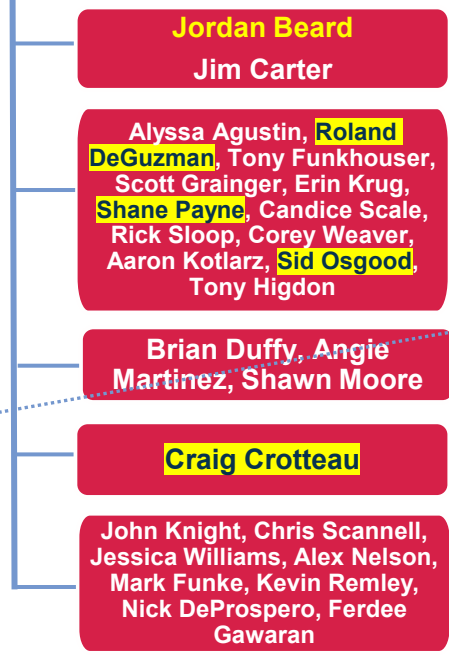 Jordan Beard
Jim Carter
Alyssa Agustin, Roland
DeGuzman, Tony Funkhouser,
Scott Grainger, Erin Krug,
Shane Payne, Candice Scale,
Rick Sloop, Corey Weaver,
Aaron Kotlarz, Sid Osgood,
Tony Higdon
Brian Duffy, Angie
Martinez, Shawn Moore
Craig Crotteau
John Knight, Chris Scannell,
Jessica Williams, Alex Nelson,
Mark Funke, Kevin Remley,
Nick DeProspero, Ferdee
Gawaran